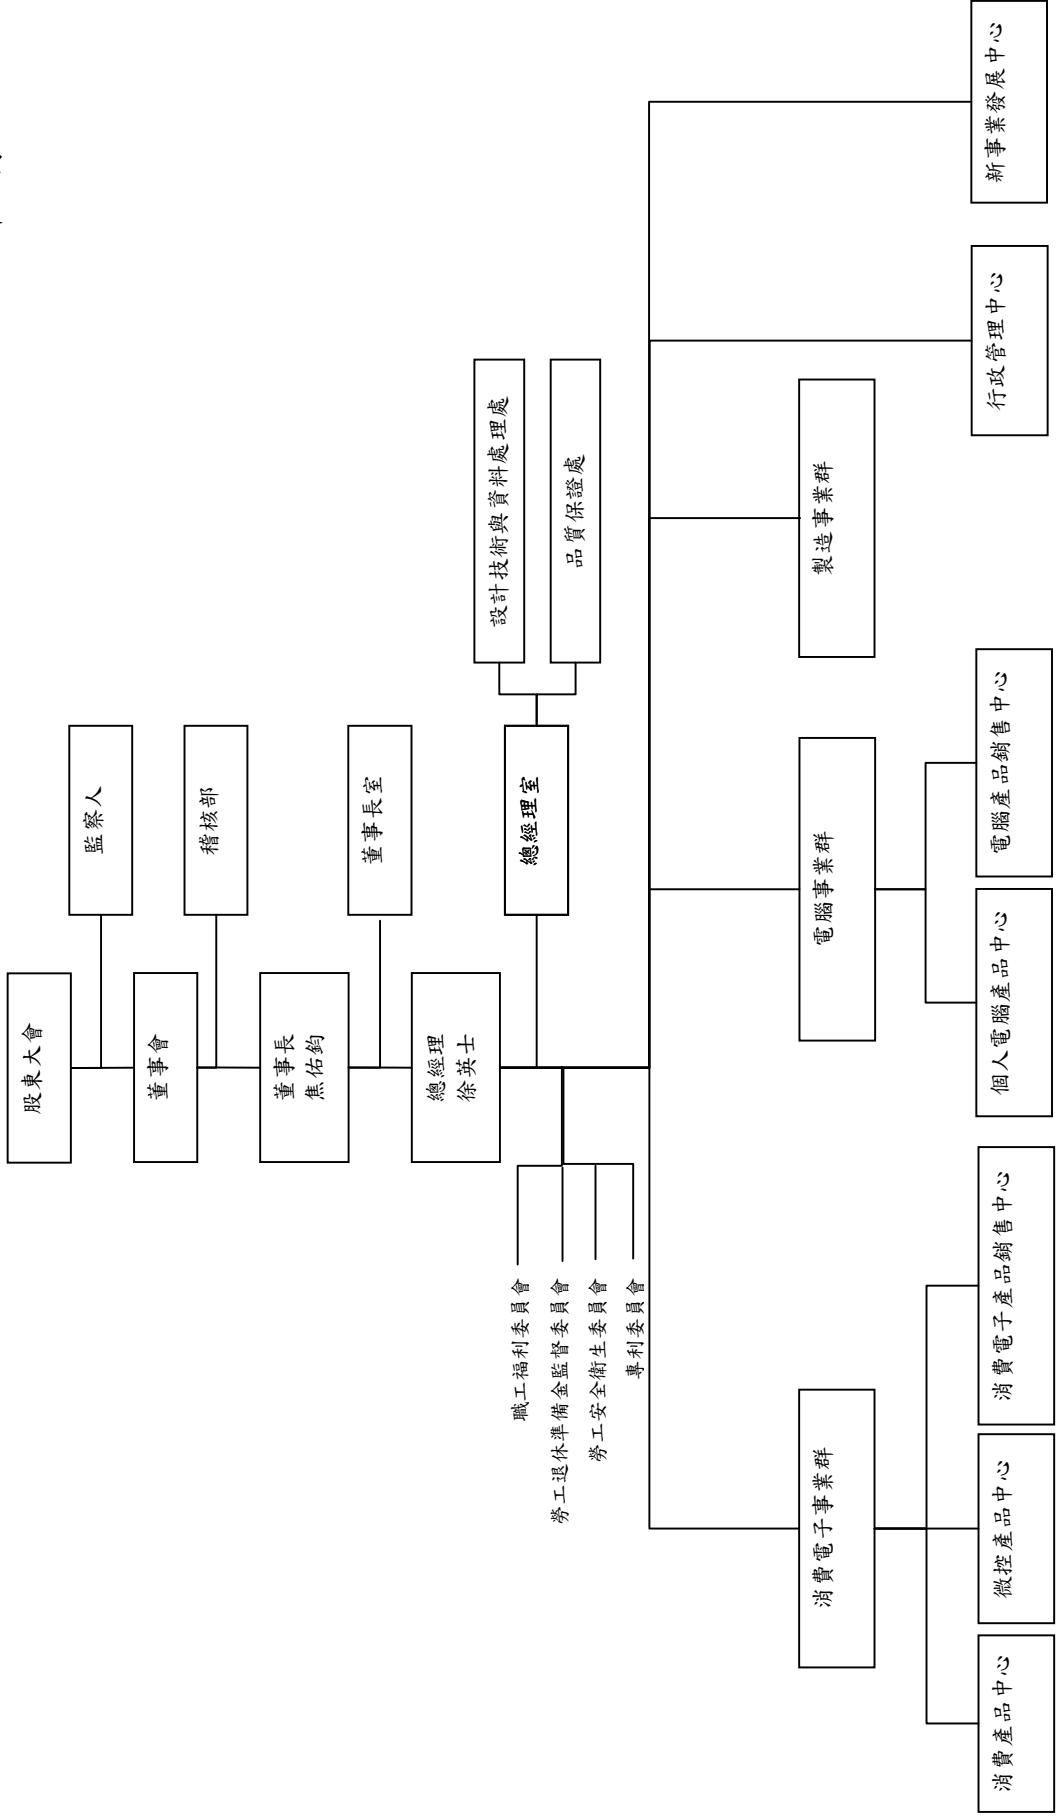 股東大會
監察人
董事會
稽核部
董事長
焦佑鈞
董事長室
總經理
徐英士
總經理室
設計技術與資料處理處
品質保證處
職工福利委員會
勞工退休準備金監督委員會
勞工安全衛生委員會
專利委員會
消費電子事業群
電腦事業群
製造事業群
消費產品中心
微控產品中心
消費電子產品銷售中心
個人電腦產品中心
電腦產品銷售中心
行政管理中心
新事業發展中心